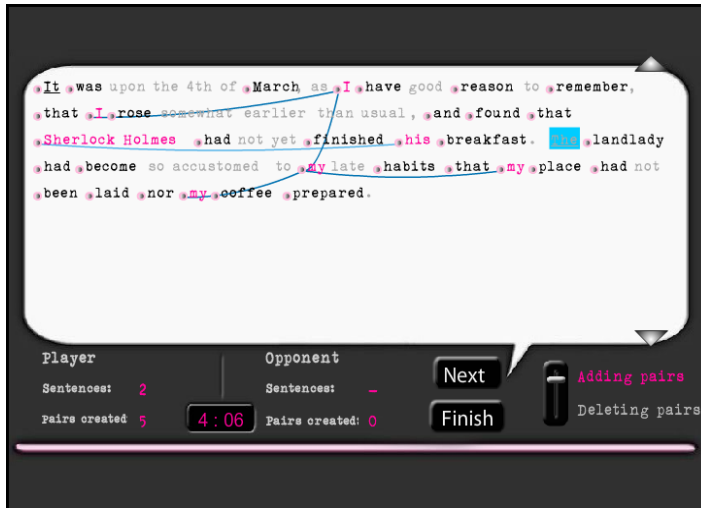 It was upon the 4th of March, as I have good reason to remember,
that I rose somewhat earlier than usual, and found that
Sherlock Holmes had not yet finished his breakfast. The landlady
had become so accustomed to my late habits that my place had not
been laid nor my coffee prepared.
Player
Opponent
Sentences: 2
Sentences: –
Pairs created 5
4:06
Pairs created: 0
Next
Finish
Adding pairs
Deleting pairs